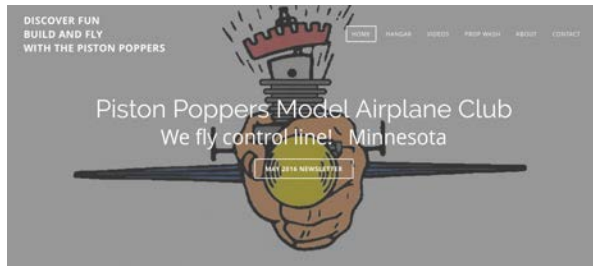 DISCOVER FUN
BUILD AND FLY
WITH THE PISTON POPPERS
HOME HANGAR VIDEOS PROP WASH ABOUT CONTACT
Piston Poppers Model Airplane Club
We fly control line! Minnesota
MAY 2016 NEWSLETTER